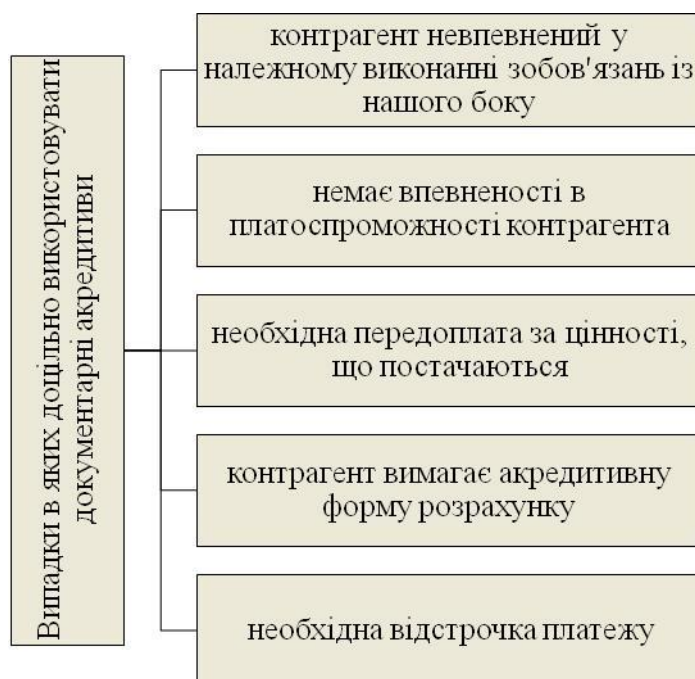 Випадки в яких доцільно використовувати
документарні акредитиви
контрагент невпевнений у
належному виконанні зобов'язань із
нашого боку
немає впевненості в
платоспроможності контрагента
необхідна передоплата за цінності,
що постачаються
контрагент вимагає акредитивну
форму розрахунку
необхідна відстрочка платежу